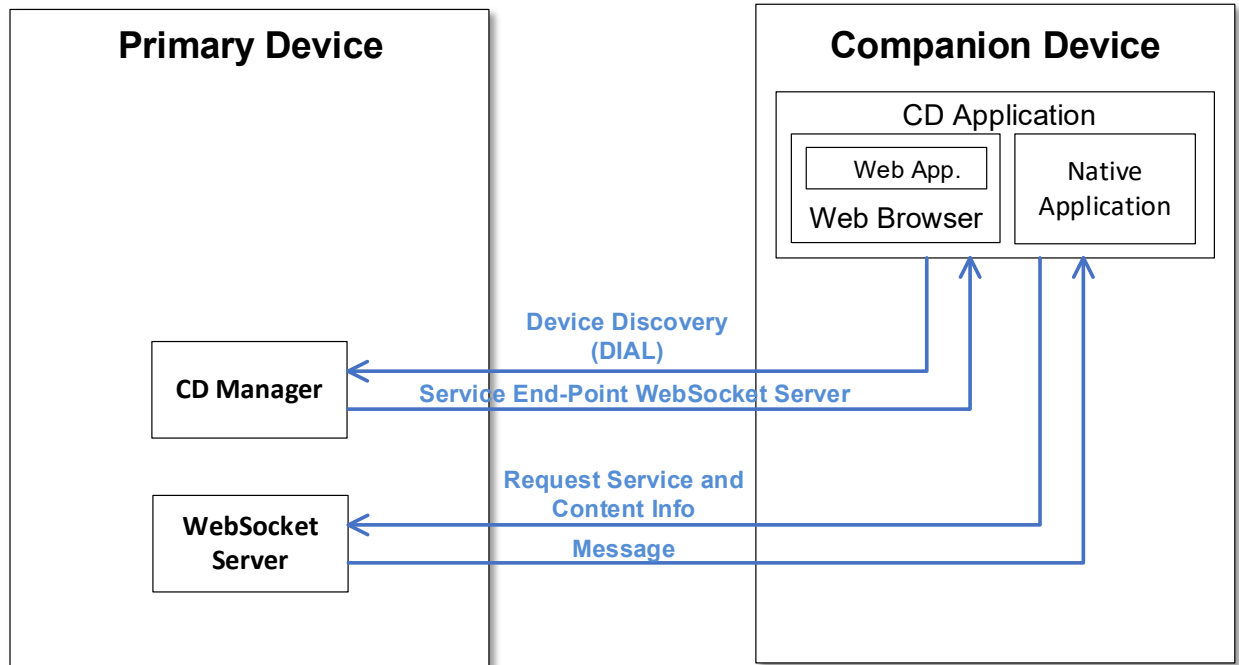 Primary Device
Companion Device
CD Application
Web App.
Web Browser
Native
Application
Device Discovery
(DIAL)
CD Manager
Service End-Point WebSocket Server
Request Service and
Content Info
WebSocket
Server
Message